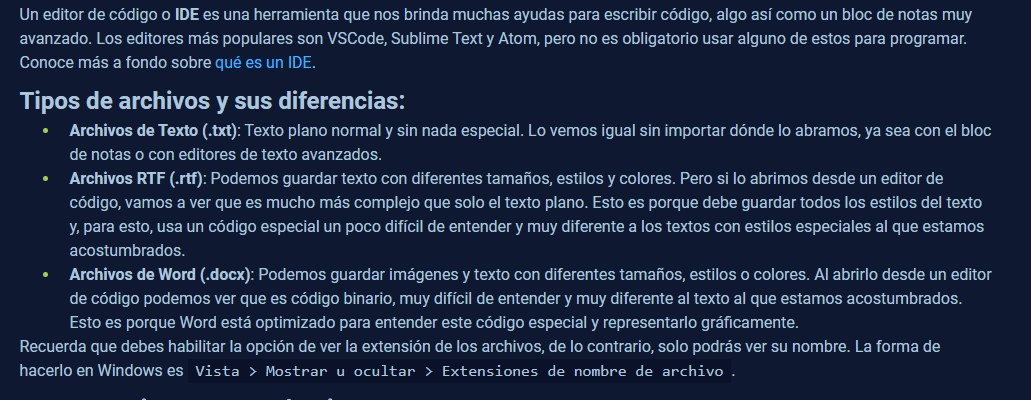 Un editor de código o IDE es una herramienta que nos brinda muchas ayudas para escribir código, algo así como un bloc de notas muy
avanzado. Los editores más populares son VSCode, Sublime Text y Atom, pero no es obligatorio usar alguno de estos para programar.
Conoce más a fondo sobre qué es un IDE.
Tipos de archivos y sus diferencias:
Archivos de Texto (.txt): Texto plano normal y sin nada especial. Lo vemos igual sin importar dónde lo abramos, ya sea con el bloc
de notas o con editores de texto avanzados.
Archivos RTF (.rtf): Podemos guardar texto con diferentes tamaños, estilos y colores. Pero si lo abrimos desde un editor de
código, vamos a ver que es mucho más complejo que solo el texto plano. Esto es porque debe guardar todos los estilos del texto
y, para esto, usa un código especial un poco difícil de entender y muy diferente a los textos con estilos especiales al que estamos
acostumbrados.
Archivos de Word (.docx): Podemos guardar imágenes y texto con diferentes tamaños, estilos o colores. Al abrirlo desde un editor
de código podemos ver que es código binario, muy difícil de entender y muy diferente al texto al que estamos acostumbrados.
Esto es porque Word está optimizado para entender este código especial y representarlo gráficamente.
Recuerda que debes habilitar la opción de ver la extensión de los archivos, de lo contrario, solo podrás ver su nombre. La forma de
hacerlo en Windows es Vista > Mostrar u ocultar > Extensiones de nombre de archivo .